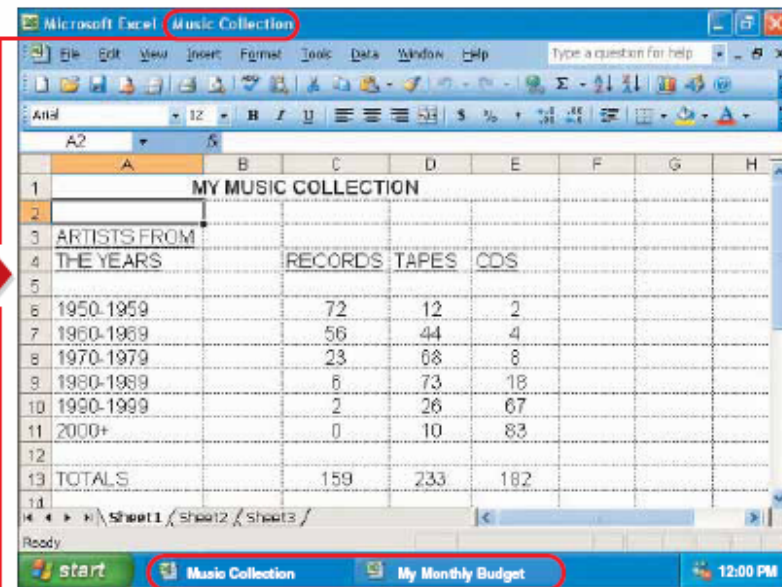 Microsoft Excel - Music Collection
File Edit View Insert Format Tools Data Window Help Type a question for help
Arial 12 B I U $ % ,
A2 fx
A B C D E F G H
1 MY MUSIC COLLECTION
2
3 ARTISTS FROM
4 THE YEARS RECORDS TAPES CDS
5
6 1950-1959 72 12 2
7 1960-1969 56 44 4
8 1970-1979 23 68 8
9 1980-1989 6 73 18
10 1990-1999 2 26 67
11 2000+ 0 10 83
12
13 TOTALS 159 233 182
14
Sheet1 / Sheet2 / Sheet3 /
Ready
start Music Collection My Monthly Budget 12:00 PM